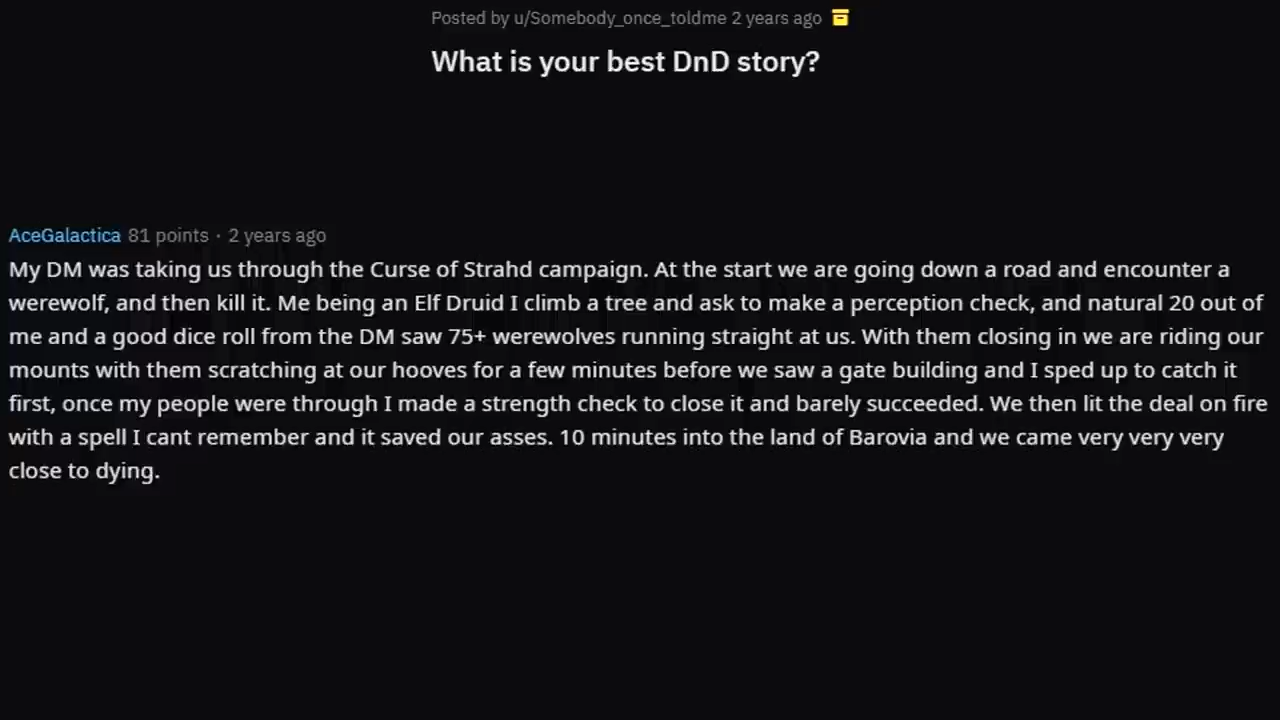 Posted by u/Somebody_once_toldme 2 years ago
What is your best DnD story?
AceGalactica 81 points · 2 years ago
My DM was taking us through the Curse of Strahd campaign. At the start we are going down a road and encounter a
werewolf, and then kill it. Me being an Elf Druid I climb a tree and ask to make a perception check, and natural 20 out of
me and a good dice roll from the DM saw 75+ werewolves running straight at us. With them closing in we are riding our
mounts with them scratching at our hooves for a few minutes before we saw a gate building and I sped up to catch it
first, once my people were through I made a strength check to close it and barely succeeded. We then lit the deal on fire
with a spell I cant remember and it saved our asses. 10 minutes into the land of Barovia and we came very very very
close to dying.